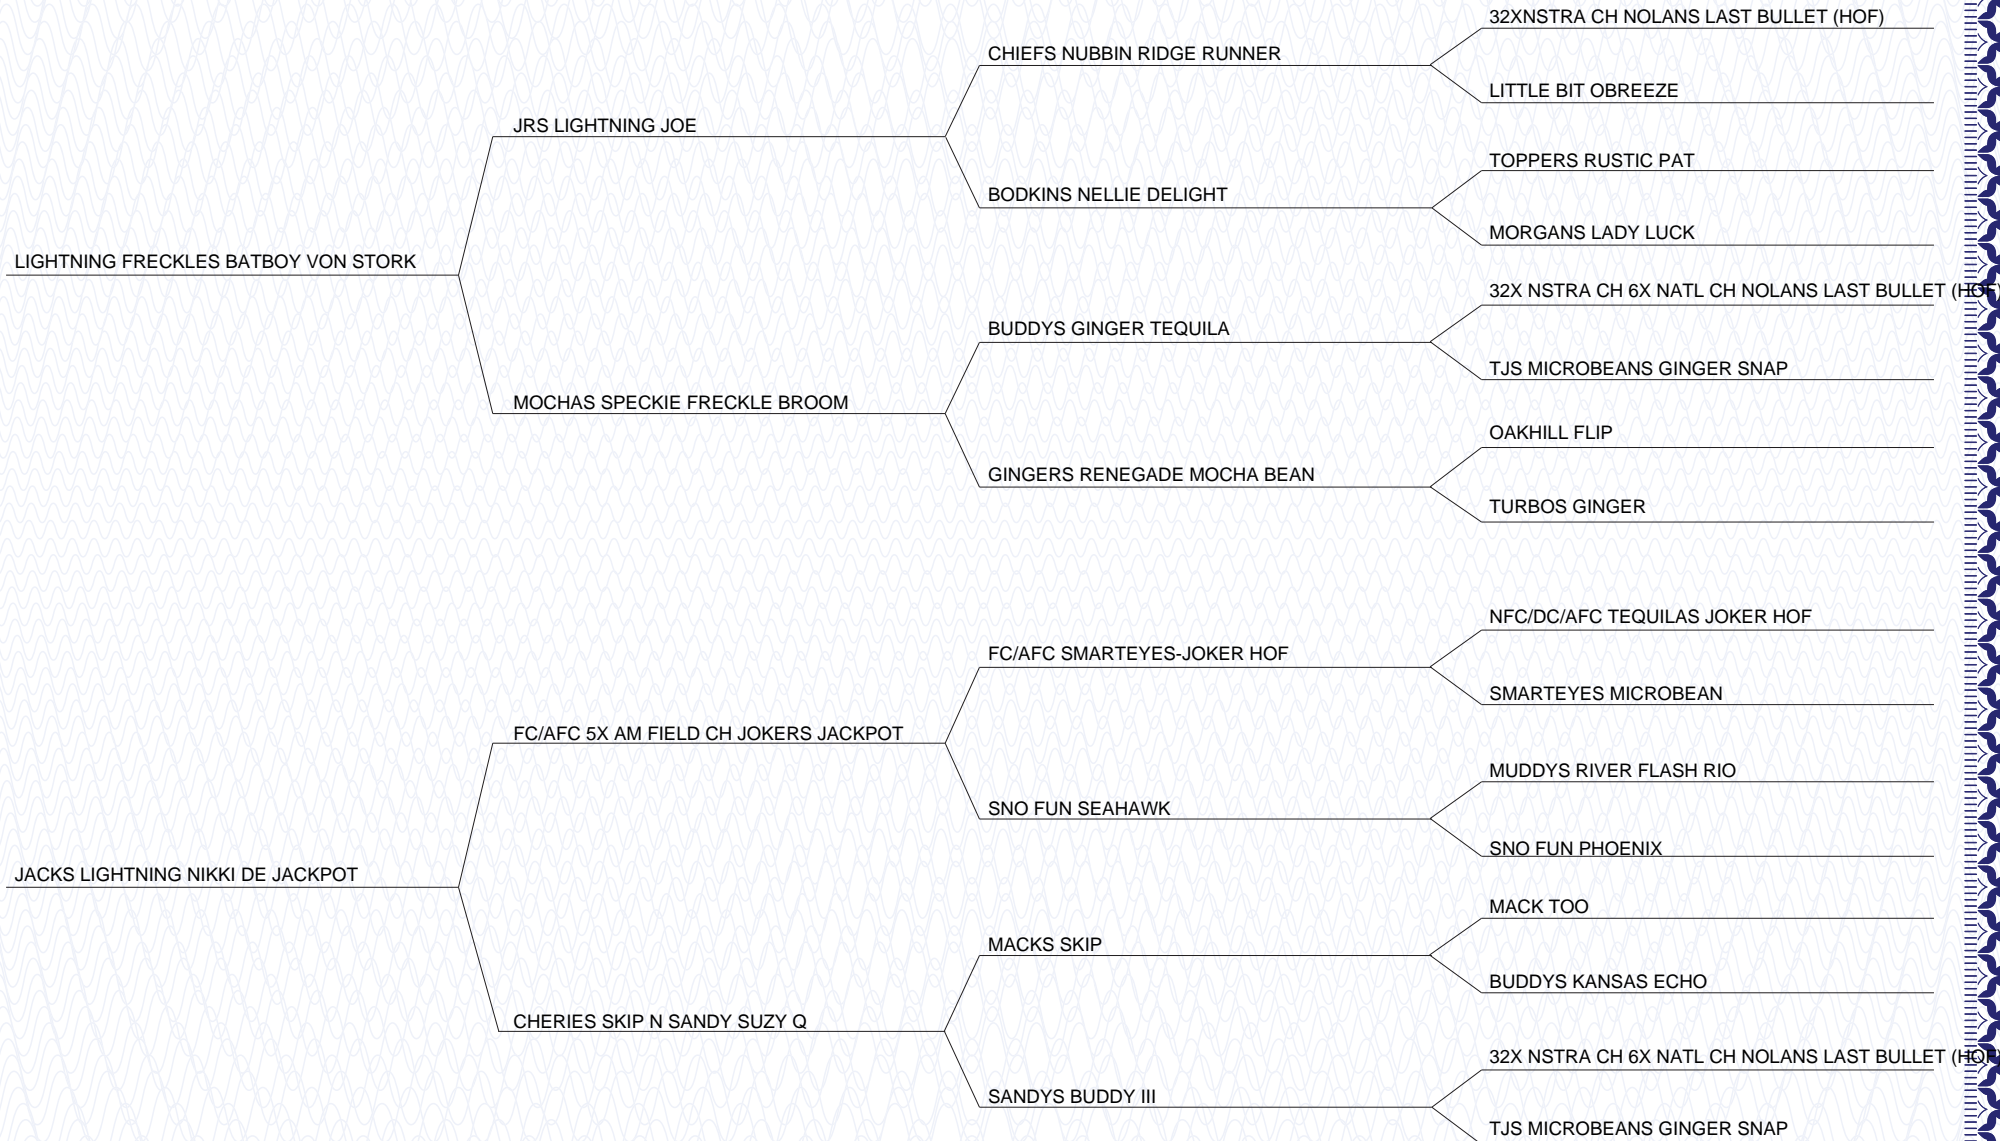 32XNSTRA CH NOLANS LAST BULLET (HOF)
CHIEFS NUBBIN RIDGE RUNNER
LITTLE BIT OBREEZE
JRS LIGHTNING JOE
TOPPERS RUSTIC PAT
BODKINS NELLIE DELIGHT
MORGANS LADY LUCK
LIGHTNING FRECKLES BATBOY VON STORK
32X NSTRA CH 6X NATL CH NOLANS LAST BULLET (HOF)
BUDDYS GINGER TEQUILA
TJS MICROBEANS GINGER SNAP
MOCHAS SPECKIE FRECKLE BROOM
OAKHILL FLIP
GINGERS RENEGADE MOCHA BEAN
TURBOS GINGER
NFC/DC/AFC TEQUILAS JOKER HOF
FC/AFC SMARTEYES-JOKER HOF
SMARTEYES MICROBEAN
FC/AFC 5X AM FIELD CH JOKERS JACKPOT
MUDDYS RIVER FLASH RIO
SNO FUN SEAHAWK
SNO FUN PHOENIX
JACKS LIGHTNING NIKKI DE JACKPOT
MACK TOO
MACKS SKIP
BUDDYS KANSAS ECHO
CHERIES SKIP N SANDY SUZY Q
32X NSTRA CH 6X NATL CH NOLANS LAST BULLET (HOF)
SANDYS BUDDY III
TJS MICROBEANS GINGER SNAP